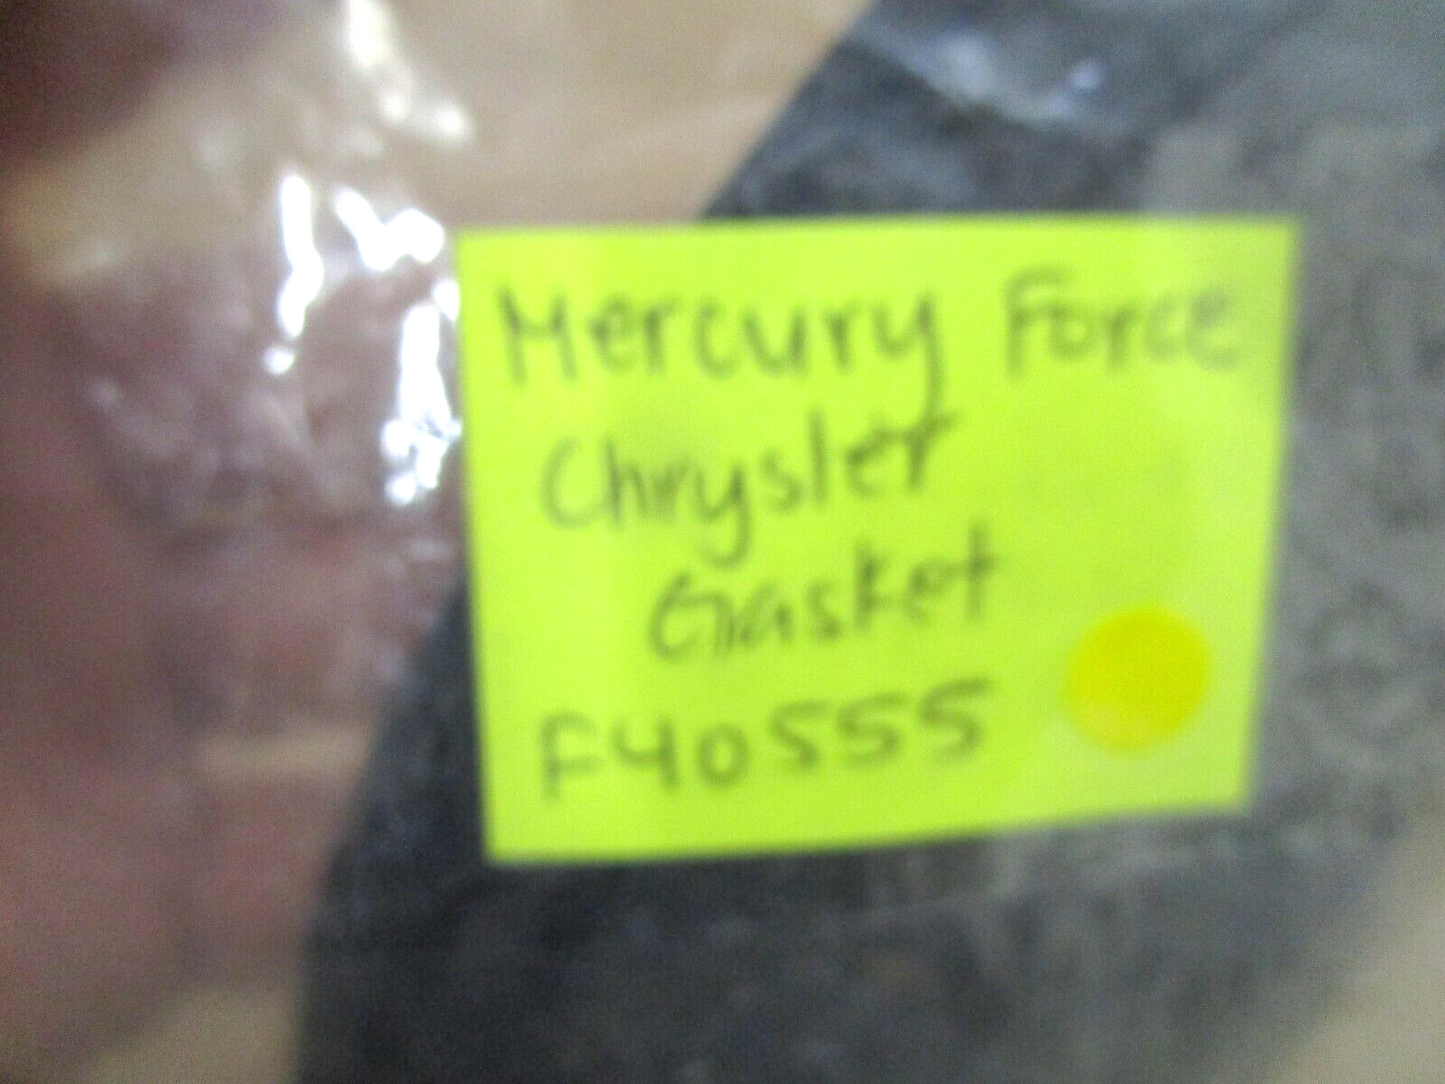 Mercury Force
Chrysler
Gasket
F40555